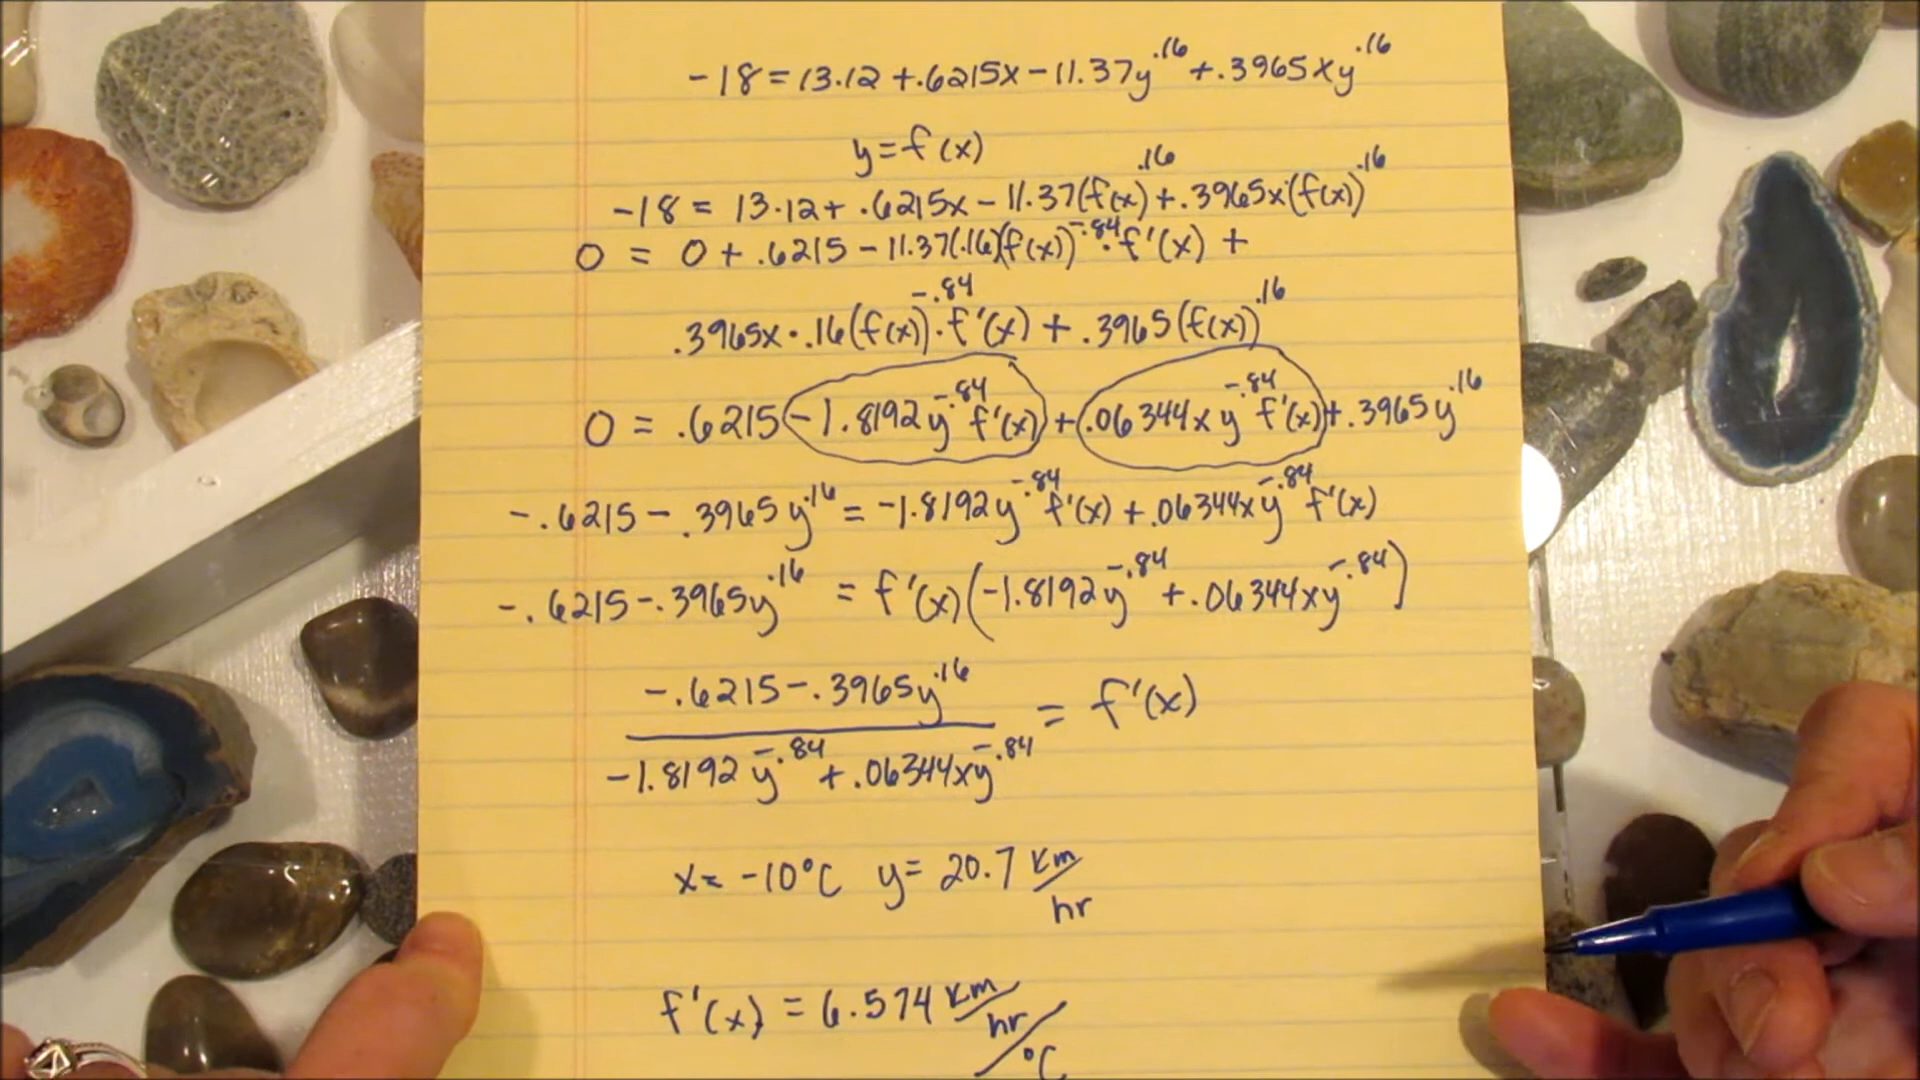 -18 = 13.12 + .6215x - 11.37y^.16 + .3965xy^.16
y = f(x)
-18 = 13.12 + .6215x - 11.37(f(x))^.16 + .3965x(f(x))^.16
0 = 0 + .6215 - 11.37(.16)(f(x))^-.84 · f'(x) +
.3965x · .16(f(x))^-.84 · f'(x) + .3965(f(x))^.16
0 = .6215 - 1.8192y^-.84 f'(x) + .06344xy^-.84 f'(x) + .3965y^.16
-.6215 - .3965y^.16 = -1.8192y^-.84 f'(x) + .06344xy^-.84 f'(x)
-.6215 - .3965y^.16 = f'(x)(-1.8192y^-.84 + .06344xy^-.84)
-.6215 - .3965y^.16 / -1.8192y^-.84 + .06344xy^-.84 = f'(x)
x = -10°C y = 20.7 km/hr
f'(x) = 6.574 km/hr/°C